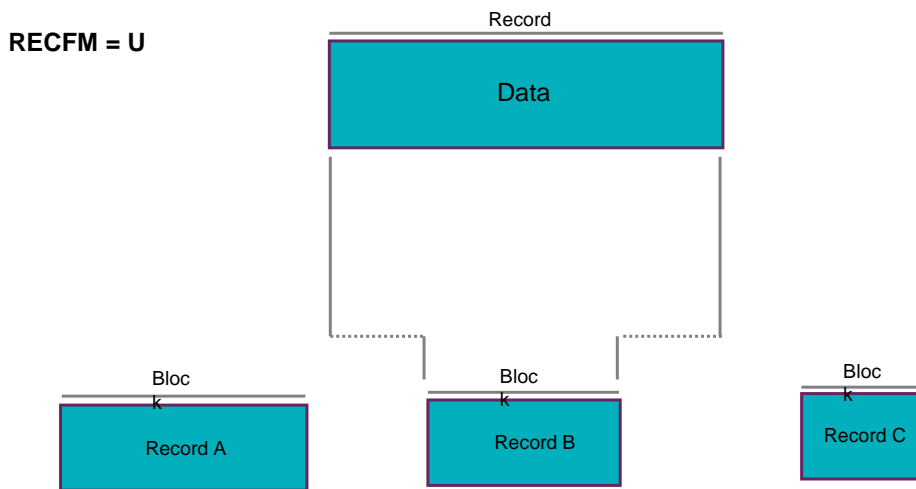 Record
RECFM = U
Data
Bloc
k
Bloc
k
Bloc
k
Record A
Record B
Record C